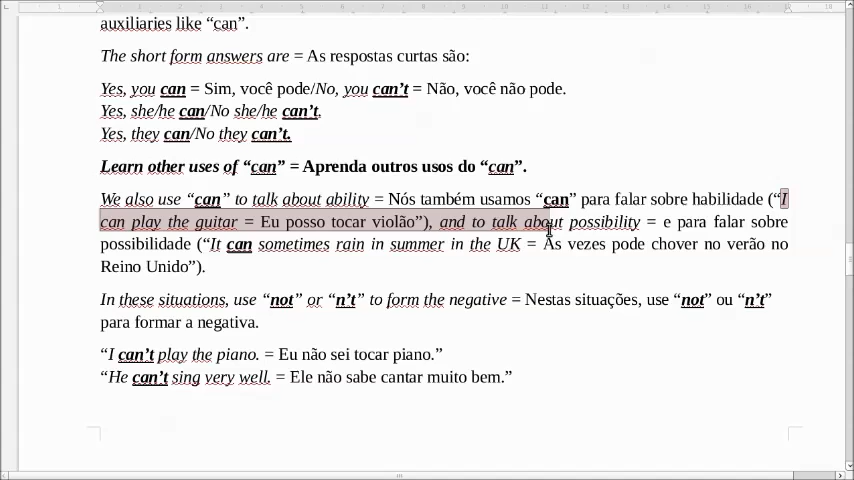 auxiliaries like “can”.
The short form answers are = As respostas curtas são:
Yes, you can = Sim, você pode/No, you can’t = Não, você não pode.
Yes, she/he can/No she/he can’t.
Yes, they can/No they can’t.
Learn other uses of “can” = Aprenda outros usos do “can”.
We also use “can” to talk about ability = Nós também usamos “can” para falar sobre habilidade (“I
can play the guitar = Eu posso tocar violão”), and to talk about possibility = e para falar sobre
possibilidade (“It can sometimes rain in summer in the UK = Às vezes pode chover no verão no
Reino Unido”).
In these situations, use “not” or “n’t” to form the negative = Nestas situações, use “not” ou “n’t”
para formar a negativa.
“I can’t play the piano. = Eu não sei tocar piano.”
“He can’t sing very well. = Ele não sabe cantar muito bem.”